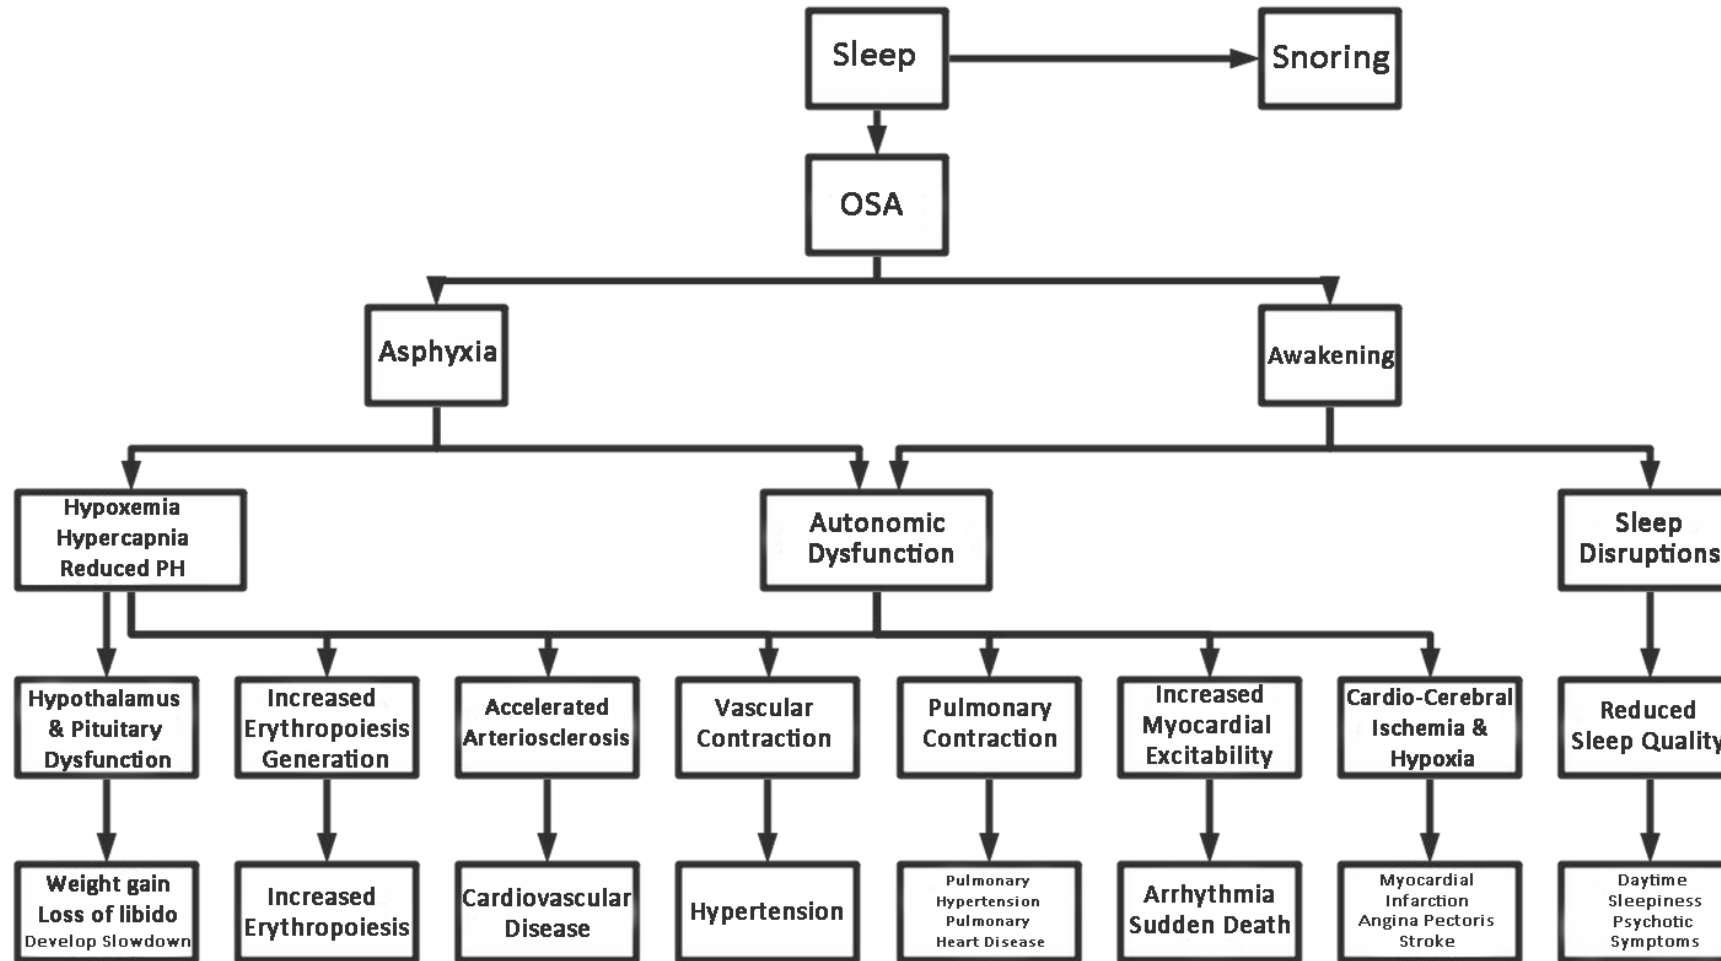 Sleep
Snoring
OSA
Asphyxia
Awakening
Hypoxemia
Hypercapnia
Reduced PH
Autonomic
Dysfunction
Sleep
Disruptions
Hypothalamus
& Pituitary
Dysfunction
Increased
Erythropoiesis
Generation
Accelerated
Arteriosclerosis
Vascular
Contraction
Pulmonary
Contraction
Increased
Myocardial
Excitability
Cardio-Cerebral
Ischemia &
Hypoxia
Reduced
Sleep Quality
Weight gain
Loss of libido
Develop Slowdown
Increased
Erythropoiesis
Cardiovascular
Disease
Hypertension
Pulmonary
Hypertension
Pulmonary
Heart Disease
Arrhythmia
Sudden Death
Myocardial
Infarction
Angina Pectoris
Stroke
Daytime
Sleepiness
Psychotic
Symptoms